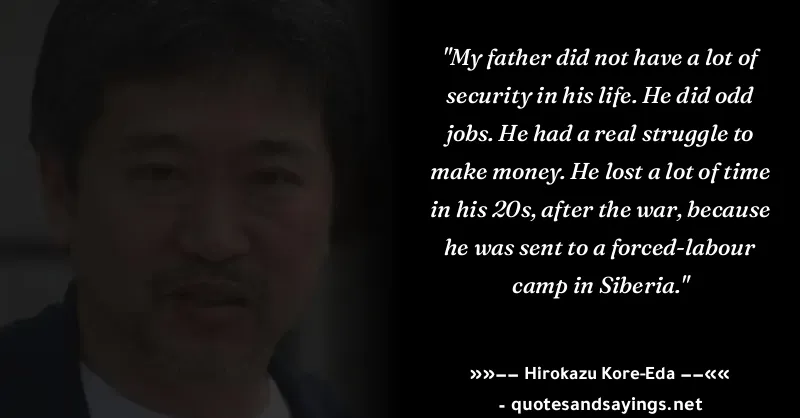 "My father did not have a lot of
security in his life. He did odd
jobs. He had a real struggle to
make money. He lost a lot of time
in his 20s, after the war, because
he was sent to a forced-labour
camp in Siberia."
»»–– Hirokazu Kore-Eda ––««
- quotesandsayings.net